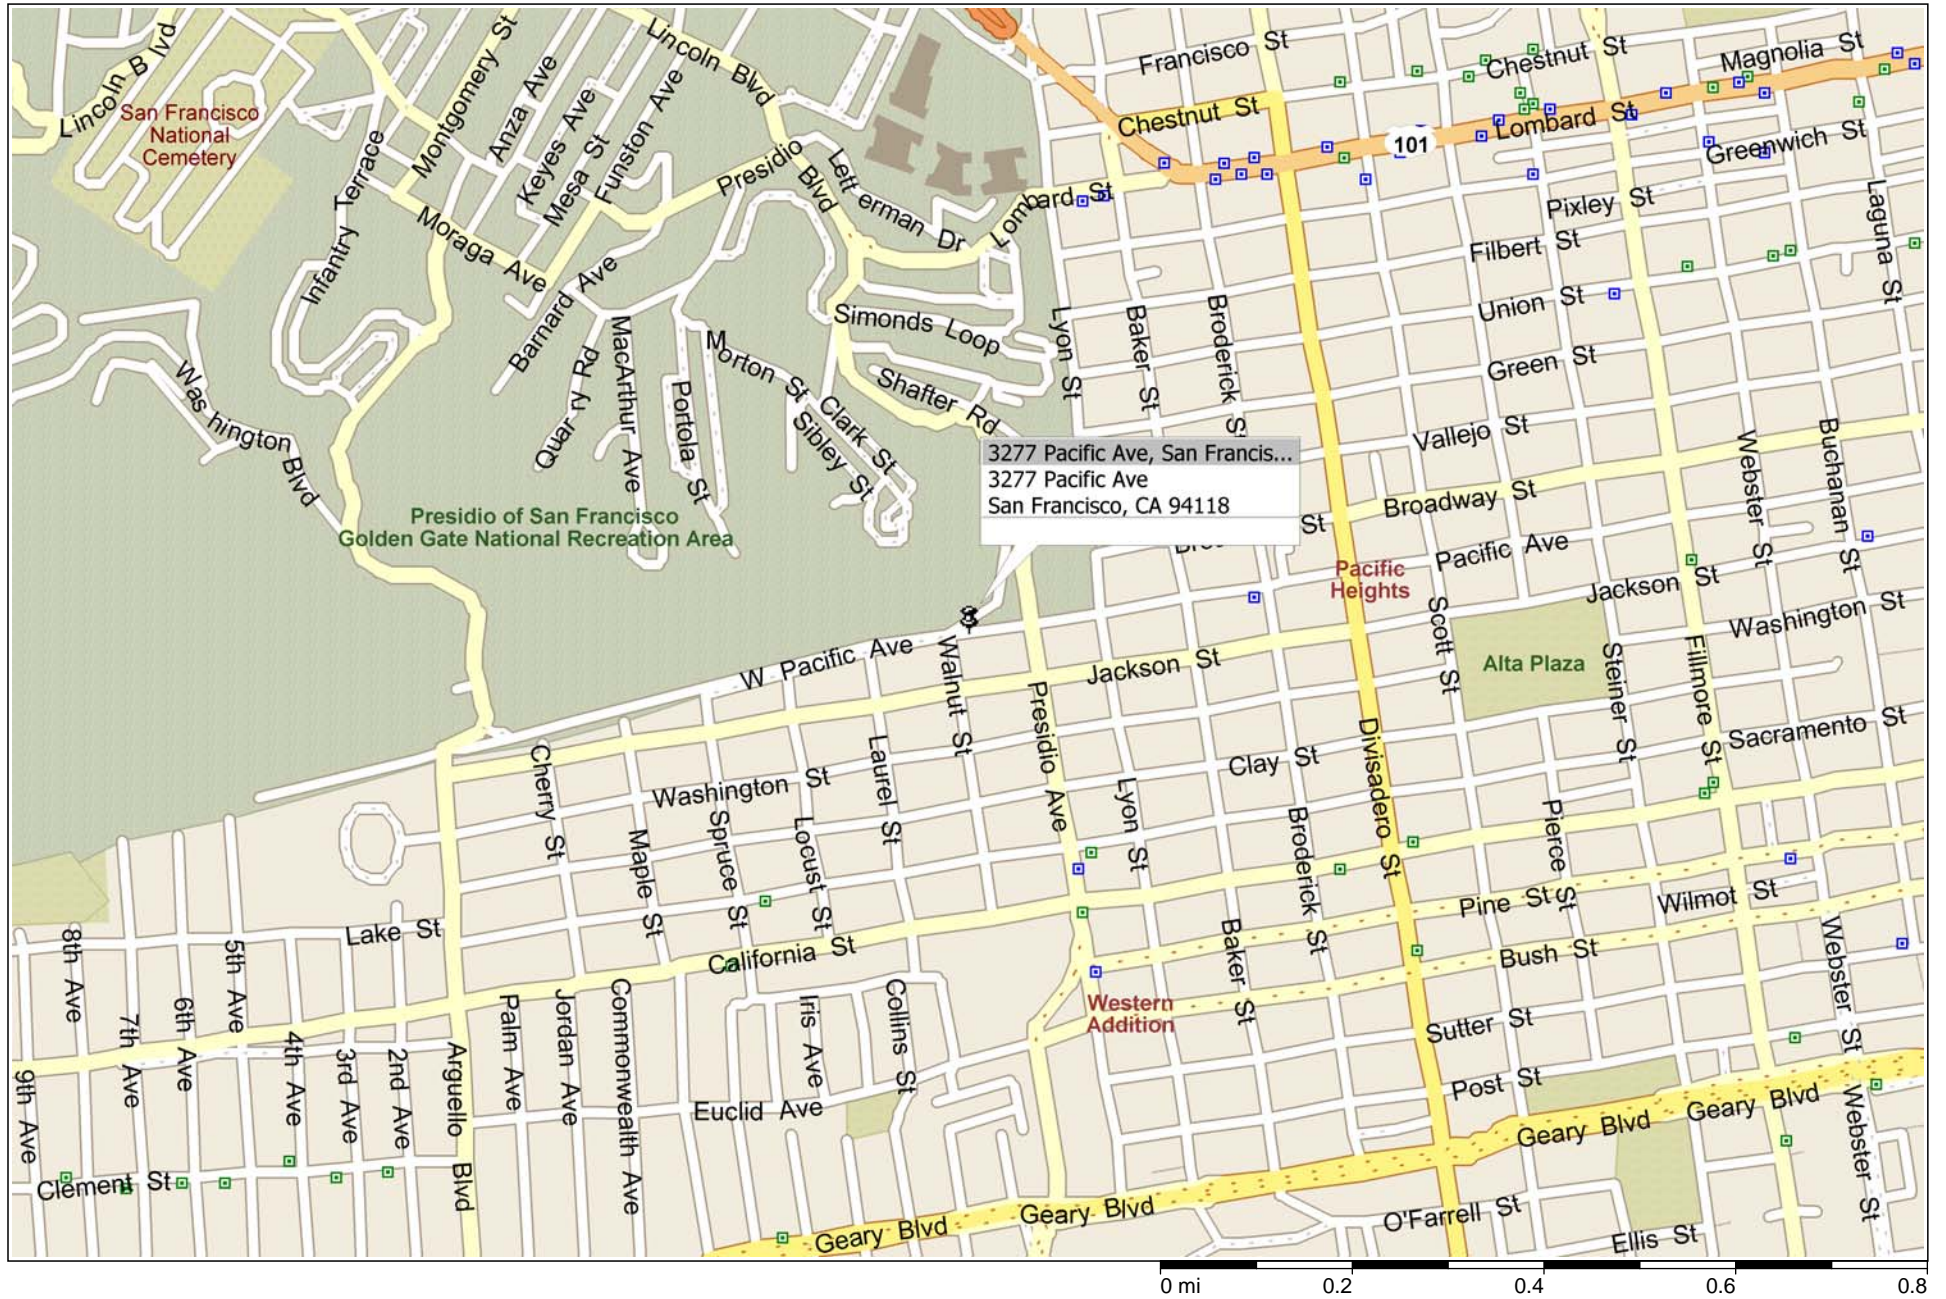 Francisco St
Chestnut St
Magnolia St
Lincoln Blvd
Lincoln Blvd
San Francisco
National
Cemetery
Montgomery St
Anza Ave
Keyes Ave
Mesa St
Funston Ave
Chestnut St
Lombard St
101
Greenwich St
Infantry Terrace
Presidio Blvd
Letterman Dr
Lombard St
Pixley St
Laguna St
Moraga Ave
Filbert St
Barnard Ave
Union St
Simonds Loop
Lyon St
Baker St
Broderick St
Quarry Rd
MacArthur Ave
Morton St
Green St
Washington Blvd
Portola St
Shafter Rd
Clark St
Sibley St
Vallejo St
Webster St
Buchanan St
3277 Pacific Ave, San Francis...
3277 Pacific Ave
San Francisco, CA 94118
Broadway St
St
Presidio of San Francisco
Golden Gate National Recreation Area
Pacific Ave
Pacific
Heights
Jackson St
Scott St
Washington St
W Pacific Ave
Walnut St
Jackson St
Alta Plaza
Steiner St
Fillmore St
Presidio Ave
Divisadero St
Sacramento St
Cherry St
Laurel St
Clay St
Washington St
Lyon St
Maple St
Spruce St
Locust St
Broderick St
Pierce St
Pine St
Wilmot St
Lake St
California St
Baker St
Bush St
Webster St
8th Ave
5th Ave
7th Ave
6th Ave
4th Ave
3rd Ave
2nd Ave
Arguello Blvd
Palm Ave
Jordan Ave
Commonwealth Ave
Iris Ave
Collins St
Western
Addition
Sutter St
9th Ave
Euclid Ave
Post St
Geary Blvd
Geary Blvd
Webster St
Clement St
Geary Blvd
Geary Blvd
O'Farrell St
Ellis St
0 mi 0.2 0.4 0.6 0.8